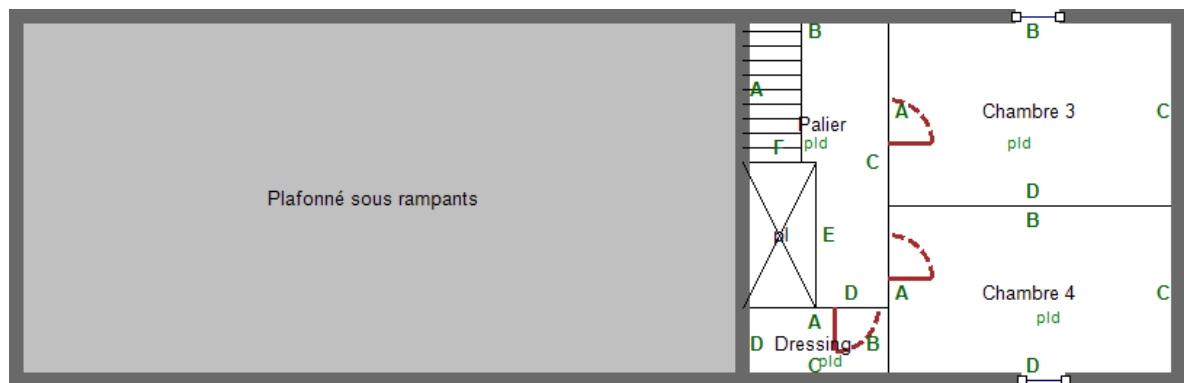 B
B
A
A
Chambre 3
C
Palier
pld
pld
F
C
D
B
Plafonné sous rampants
pl
E
D
A
Chambre 4
C
A
pld
D
Dressing
B
pld
C
D